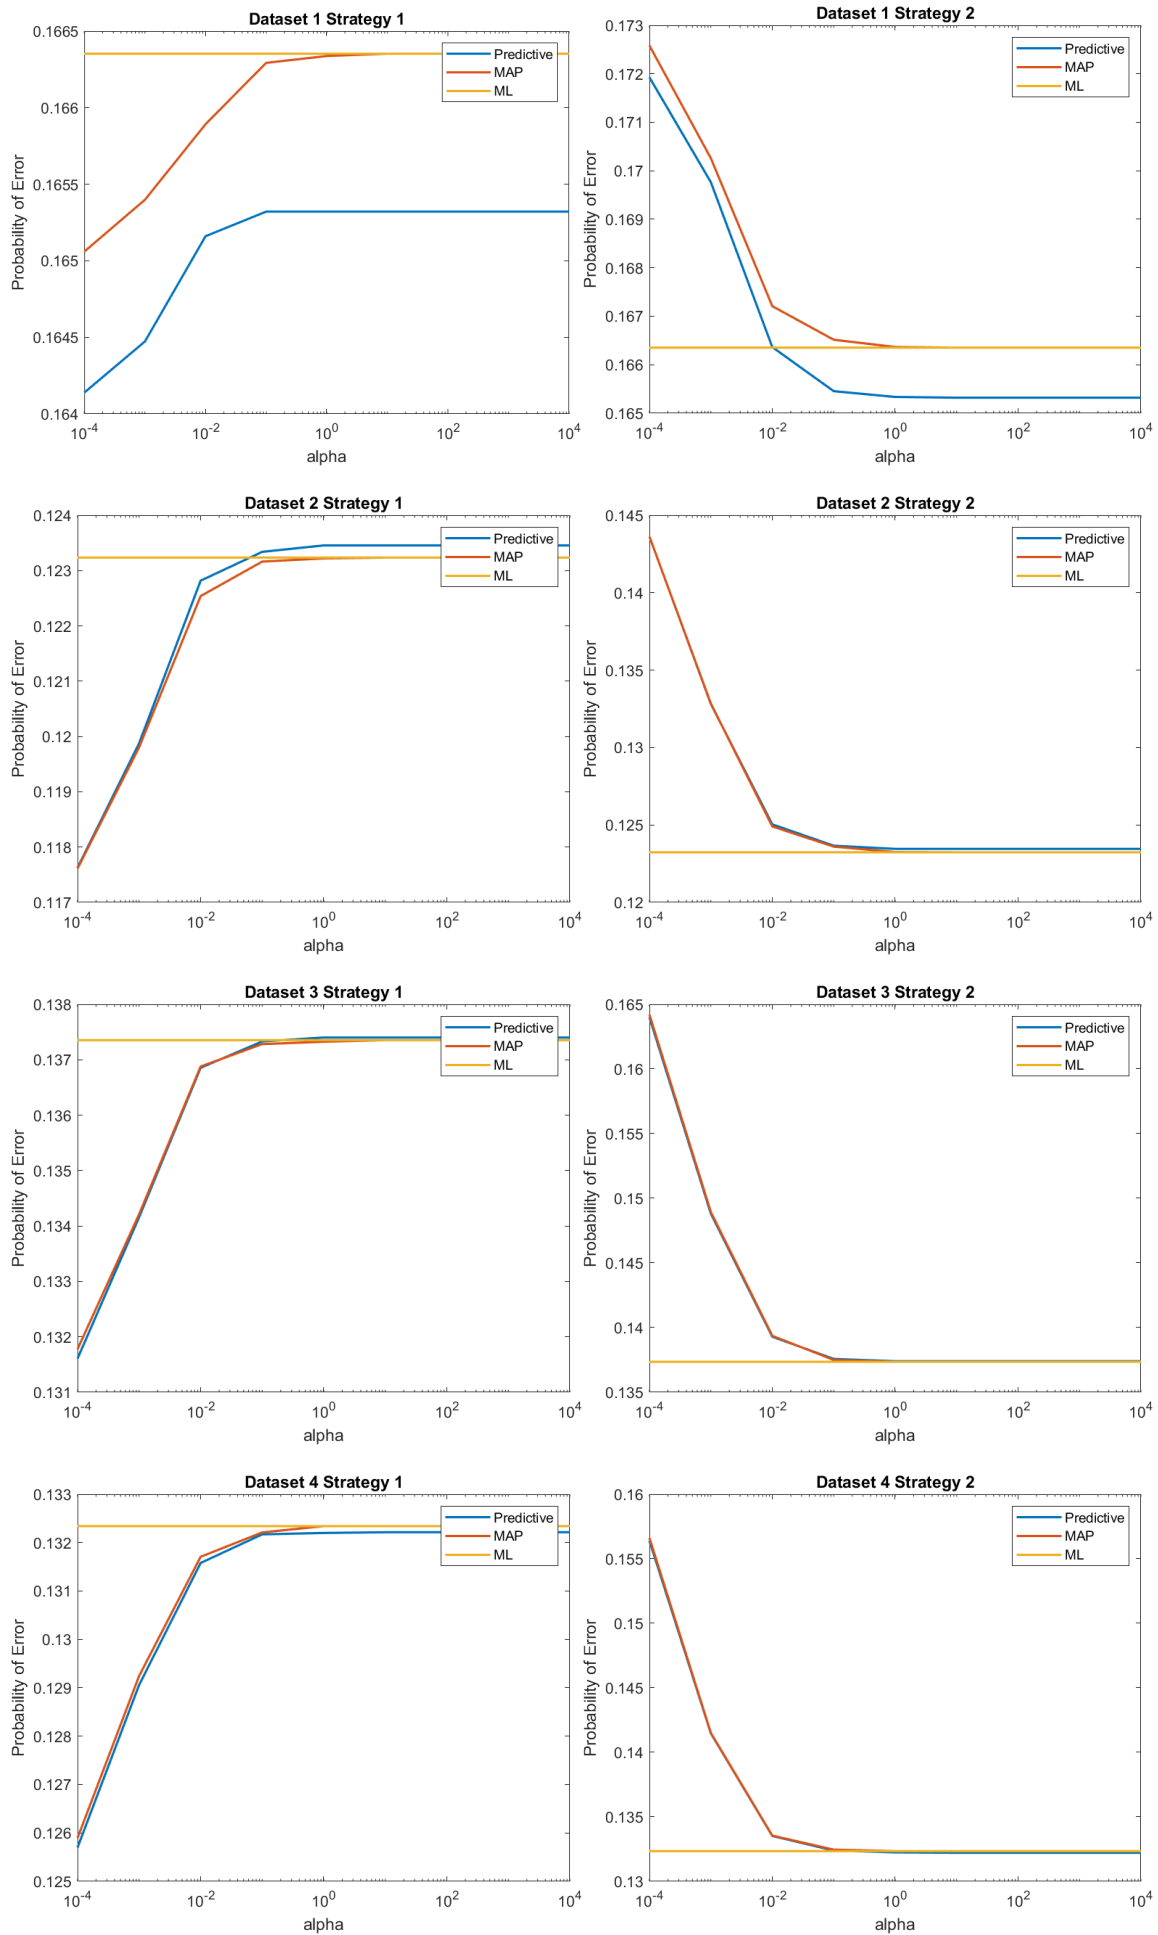 Dataset 1 Strategy 1
0.1665
0.166
0.1655
0.165
0.1645
0.164
Probability of Error
10^-4
10^-2
10^0
10^2
10^4
alpha
Predictive
MAP
ML
Dataset 1 Strategy 2
0.173
0.172
0.171
0.17
0.169
0.168
0.167
0.166
0.165
Probability of Error
10^-4
10^-2
10^0
10^2
10^4
alpha
Predictive
MAP
ML
Dataset 2 Strategy 1
0.124
0.123
0.122
0.121
0.12
0.119
0.118
0.117
Probability of Error
10^-4
10^-2
10^0
10^2
10^4
alpha
Predictive
MAP
ML
Dataset 2 Strategy 2
0.145
0.14
0.135
0.13
0.125
0.12
Probability of Error
10^-4
10^-2
10^0
10^2
10^4
alpha
Predictive
MAP
ML
Dataset 3 Strategy 1
0.138
0.137
0.136
0.135
0.134
0.133
0.132
0.131
Probability of Error
10^-4
10^-2
10^0
10^2
10^4
alpha
Predictive
MAP
ML
Dataset 3 Strategy 2
0.165
0.16
0.155
0.15
0.145
0.14
0.135
Probability of Error
10^-4
10^-2
10^0
10^2
10^4
alpha
Predictive
MAP
ML
Dataset 4 Strategy 1
0.133
0.132
0.131
0.13
0.129
0.128
0.127
0.126
0.125
Probability of Error
10^-4
10^-2
10^0
10^2
10^4
alpha
Predictive
MAP
ML
Dataset 4 Strategy 2
0.16
0.155
0.15
0.145
0.14
0.135
0.13
Probability of Error
10^-4
10^-2
10^0
10^2
10^4
alpha
Predictive
MAP
ML